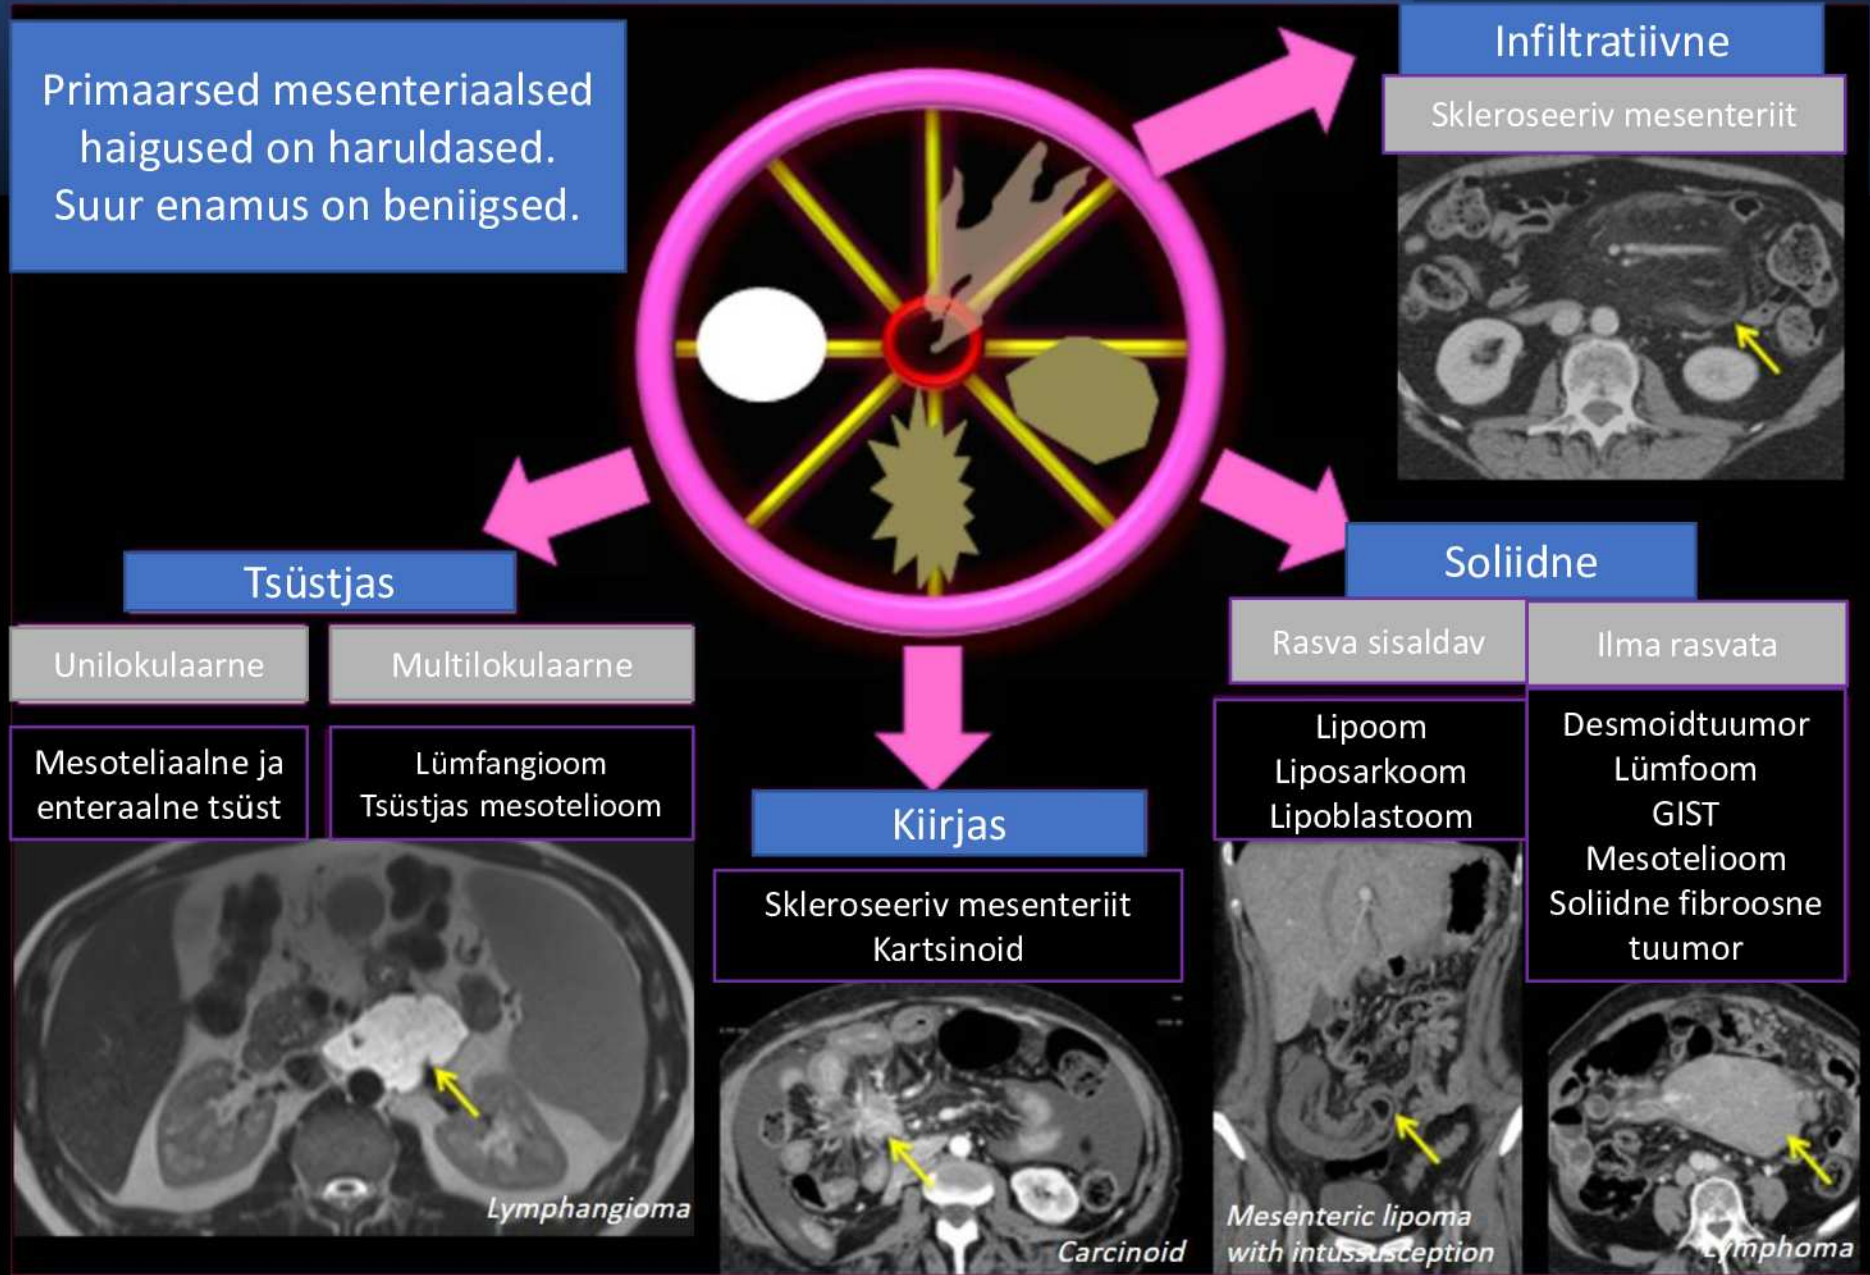 Primaarsed mesenteriaalsed
haigused on haruldased.
Suur enamus on beniigsed.
Infiltratiivne
Skleroseeriv mesenteriit
Tsüstjas
Unilokulaarne
Multilokulaarne
Mesoteliaalne ja
enteraalne tsüst
Lümfangioom
Tsüstjas mesotelioom
Lymphangioma
Kiirjas
Skleroseeriv mesenteriit
Kartsinoid
Carcinoid
Soliidne
Rasva sisaldav
Ilma rasvata
Lipoom
Liposarkoom
Lipoblastoom
Desmoidtuumor
Lümfoom
GIST
Mesotelioom
Soliidne fibroosne
tuumor
Mesenteric lipoma
with intussusception
Lymphoma